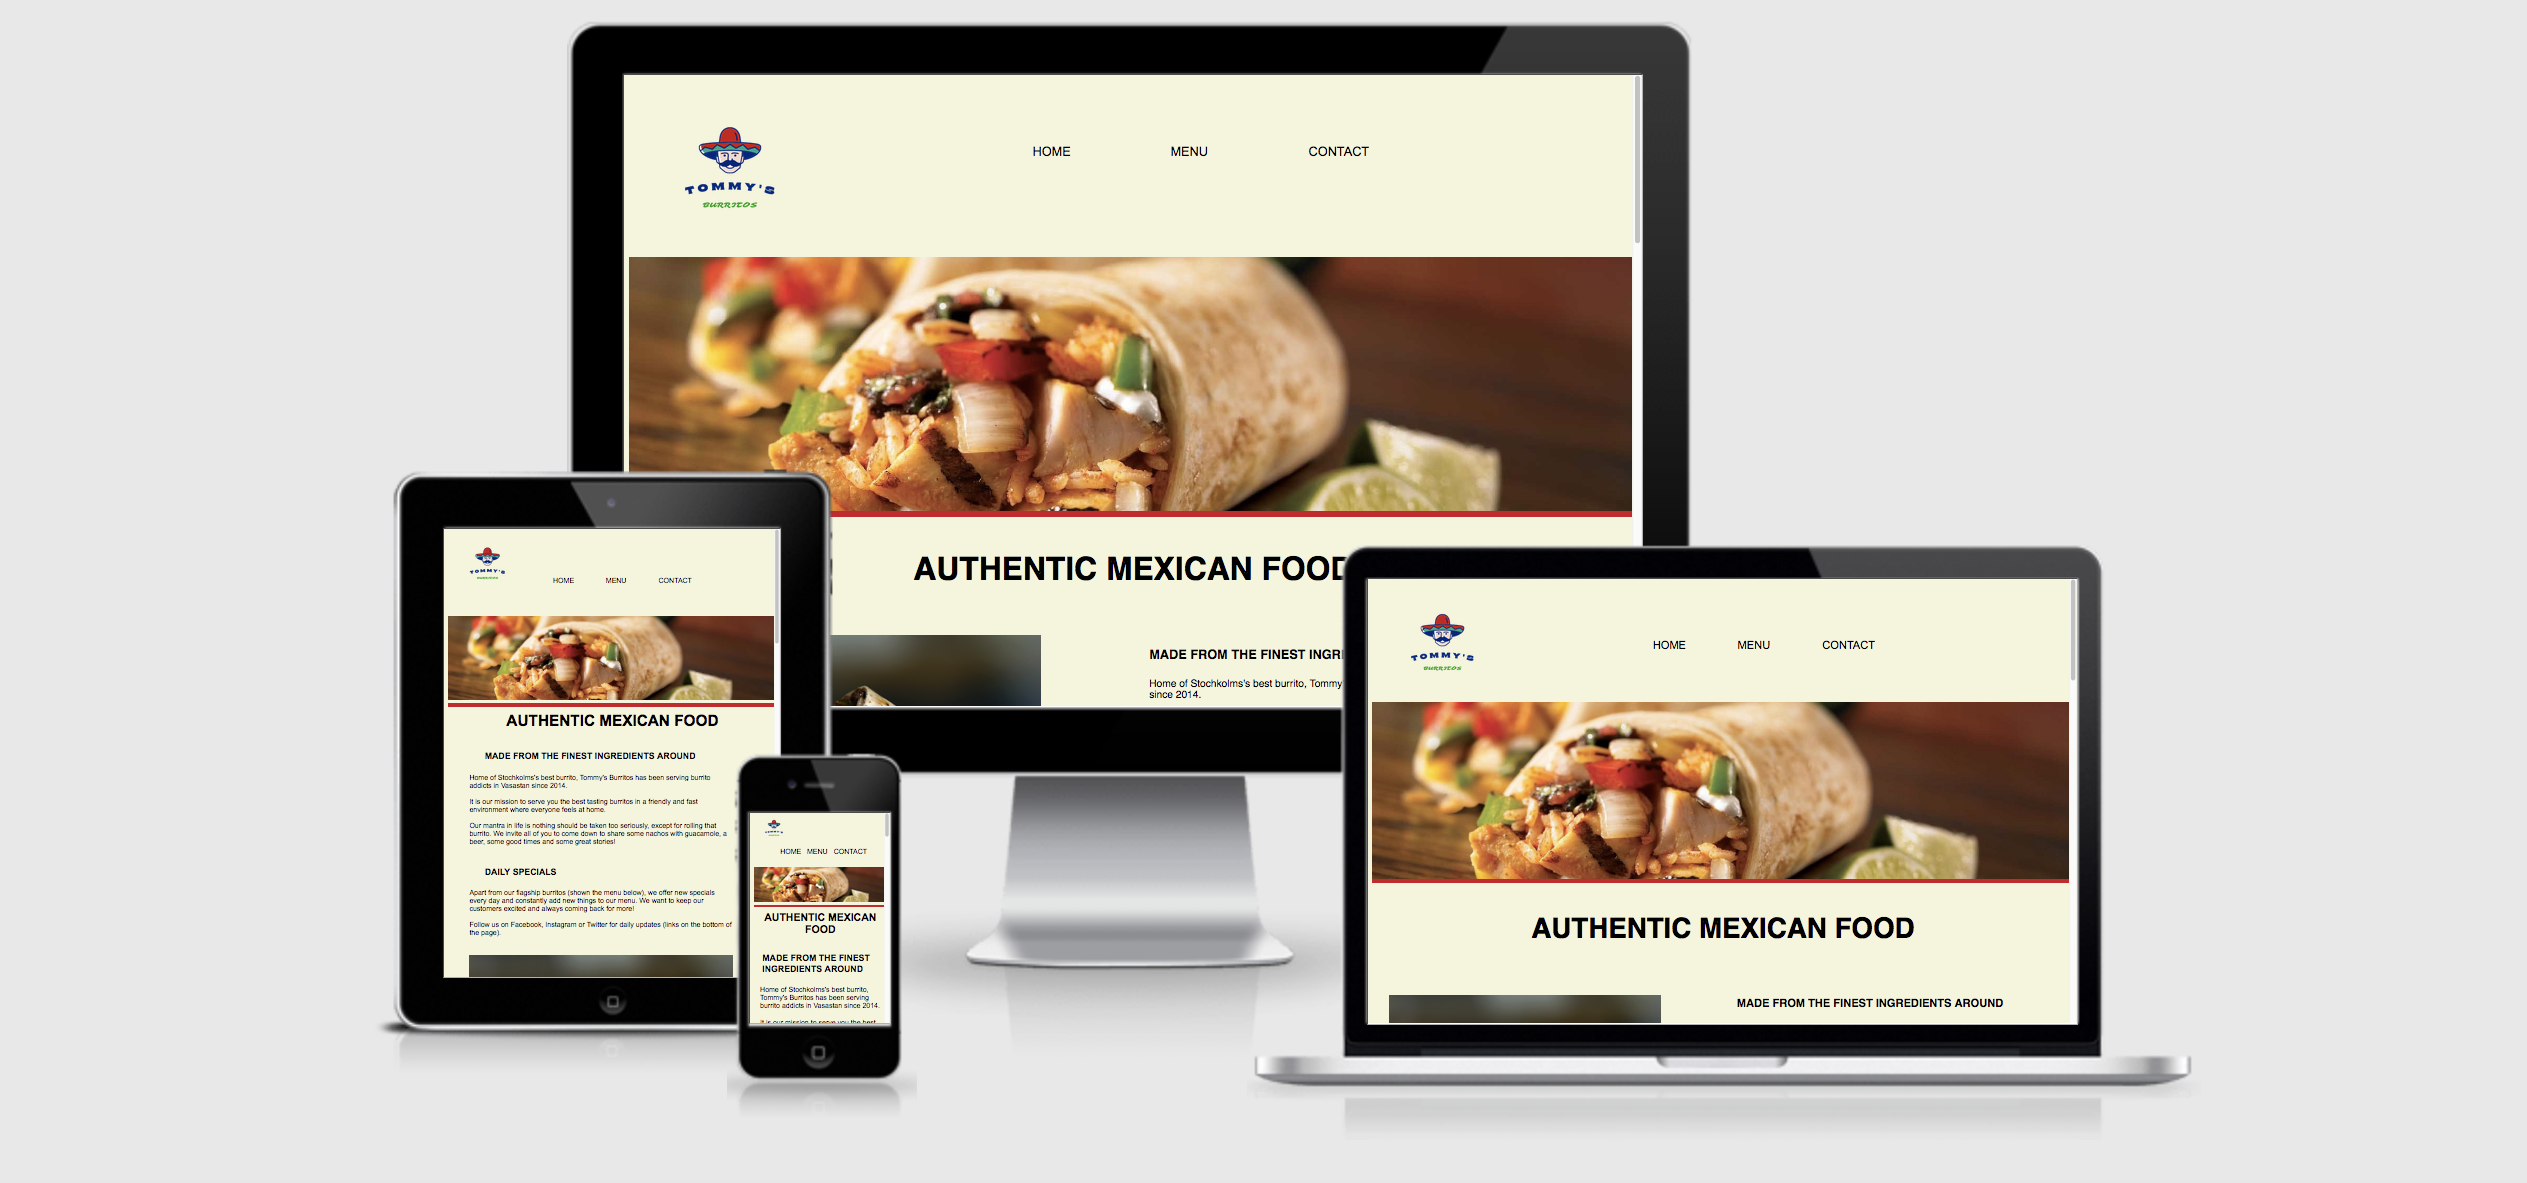 TOMMY'S
BURRITOS
HOME MENU CONTACT
AUTHENTIC MEXICAN FOOD
MADE FROM THE FINEST INGRE
Home of Stochkolms's best burrito, Tommy
since 2014.
TOMMY'S
BURRITOS
HOME MENU CONTACT
AUTHENTIC MEXICAN FOOD
MADE FROM THE FINEST INGREDIENTS AROUND
Home of Stochkolms's best burrito, Tommy's Burritos has been serving burrito
addicts in Vasastan since 2014.
It is our mission to serve you the best tasting burritos in a friendly and fast
environment where everyone feels at home.
Our mantra in life is nothing should be taken too seriously, except for rolling that
burrito. We invite all of you to come down to share some nachos with guacamole, a
beer, some good times and some great stories!
DAILY SPECIALS
Apart from our flagship burritos (shown the menu below), we offer new specials
every day and constantly add new things to our menu. We want to keep our
customers excited and always coming back for more!
Follow us on Facebook, Instagram or Twitter for daily updates (links on the bottom of
the page).
TOMMY'S
HOME MENU CONTACT
AUTHENTIC MEXICAN
FOOD
MADE FROM THE FINEST
INGREDIENTS AROUND
Home of Stochkolms's best burrito,
Tommy's Burritos has been serving
burrito addicts in Vasastan since 2014.
It is our mission to serve you the best
TOMMY'S
BURRITOS
HOME MENU CONTACT
AUTHENTIC MEXICAN FOOD
MADE FROM THE FINEST INGREDIENTS AROUND